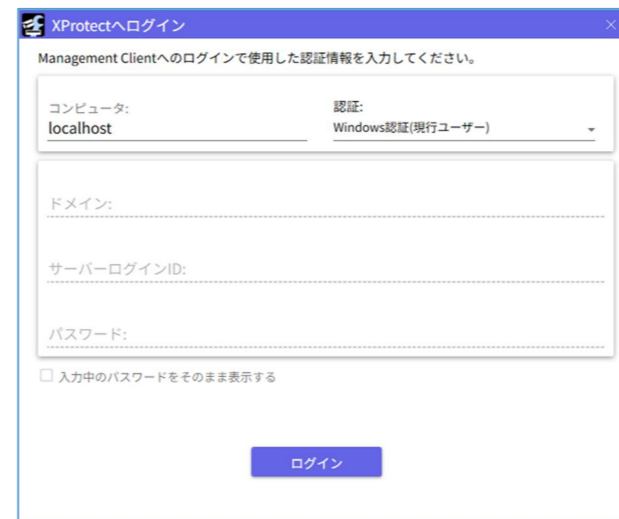 XProtectへログイン
Management Clientへのログインで使用した認証情報を入力してください。
コンピュータ:
localhost
認証:
Windows認証(現行ユーザー)
ドメイン:
サーバーログインID:
パスワード:
入力中のパスワードをそのまま表示する
ログイン